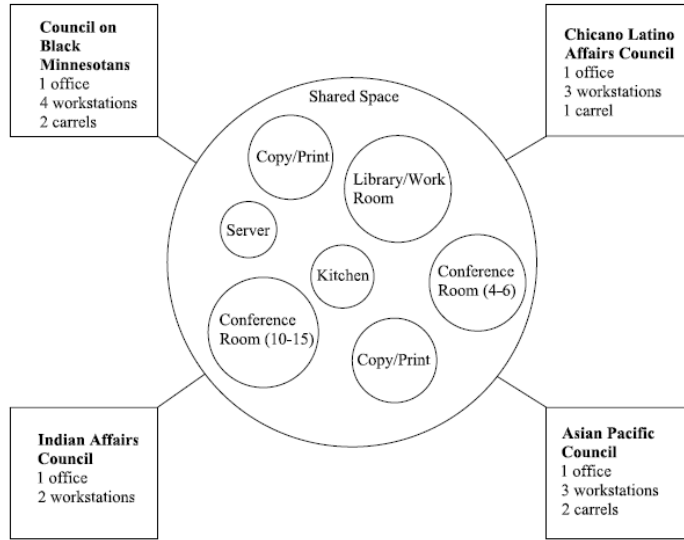 Council on
Black
Minnesotans
1 office
4 workstations
2 carrels
Chicano Latino
Affairs Council
1 office
3 workstations
1 carrel
Shared Space
Copy/Print
Library/Work
Room
Server
Kitchen
Conference
Room (4-6)
Conference
Room (10-15)
Copy/Print
Indian Affairs
Council
1 office
2 workstations
Asian Pacific
Council
1 office
3 workstations
2 carrels